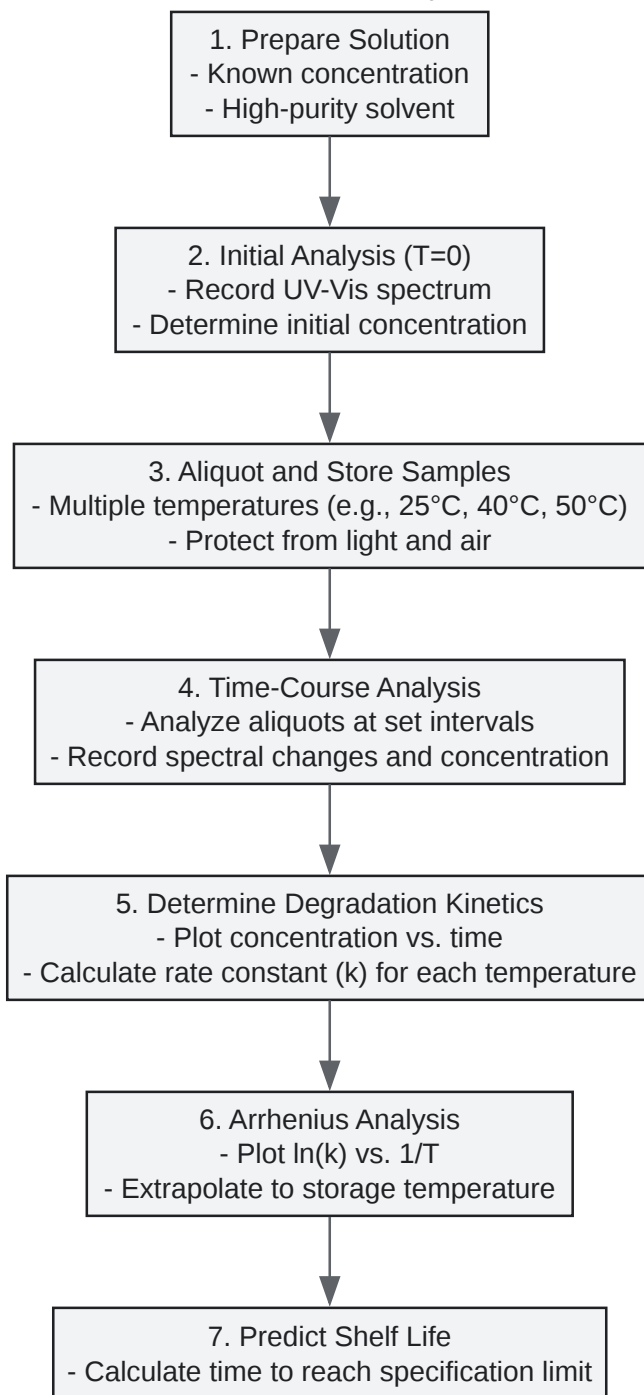 1. Prepare Solution
- Known concentration
- High-purity solvent
2. Initial Analysis (T=0)
- Record UV-Vis spectrum
- Determine initial concentration
3. Aliquot and Store Samples
- Multiple temperatures (e.g., 25°C, 40°C, 50°C)
- Protect from light and air
4. Time-Course Analysis
- Analyze aliquots at set intervals
- Record spectral changes and concentration
5. Determine Degradation Kinetics
- Plot concentration vs. time
- Calculate rate constant (k) for each temperature
6. Arrhenius Analysis
- Plot ln(k) vs. 1/T
- Extrapolate to storage temperature
7. Predict Shelf Life
- Calculate time to reach specification limit